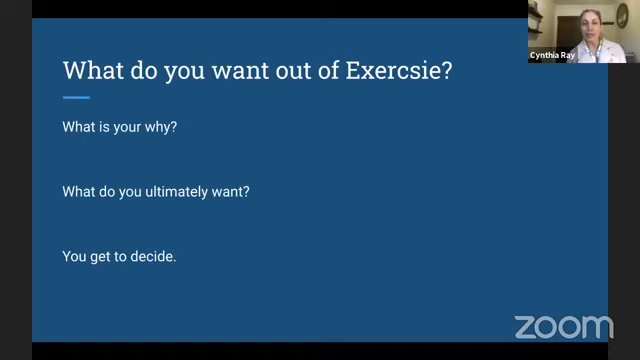 Cynthia Ray
What do you want out of Exercsie?
What is your why?
What do you ultimately want?
You get to decide.
zoom